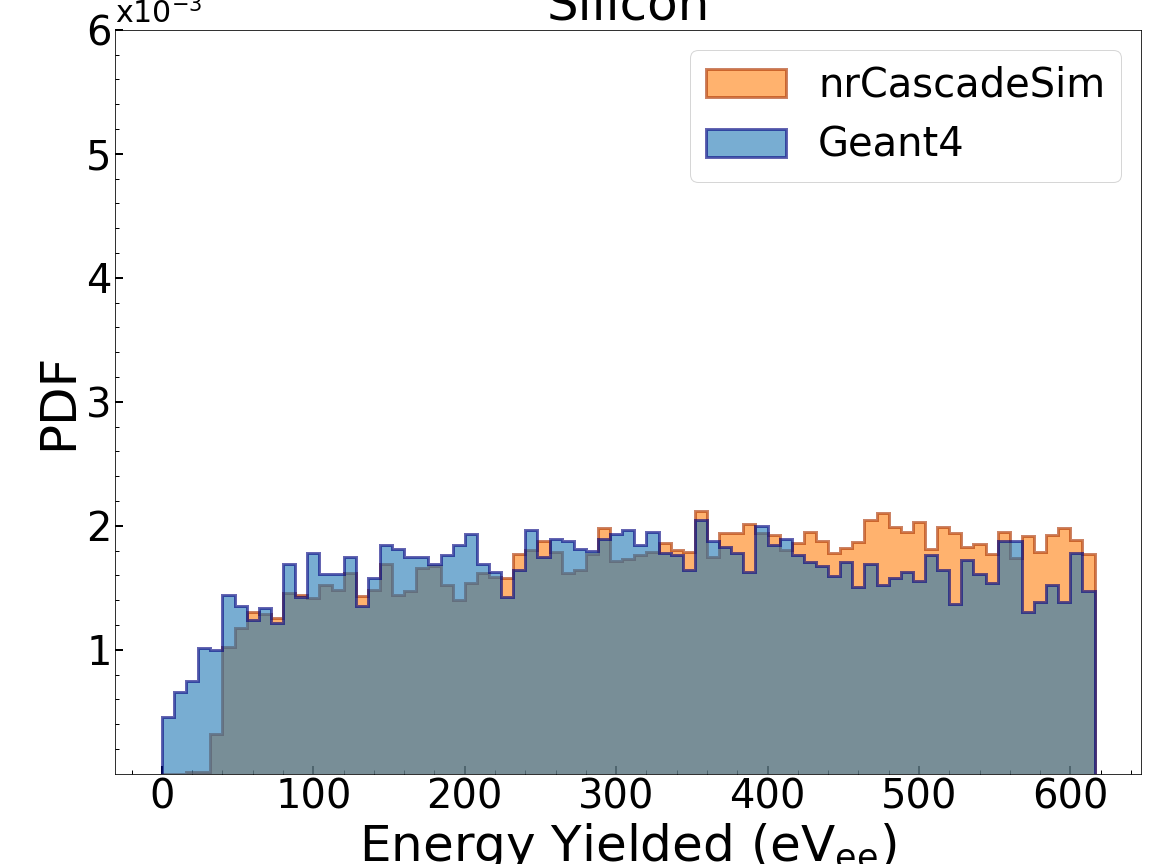 Silicon
x10⁻³
6
5
4
3
2
1
PDF
nrCascadeSim
Geant4
0 100 200 300 400 500 600
Energy Yielded (eVₑₑ)